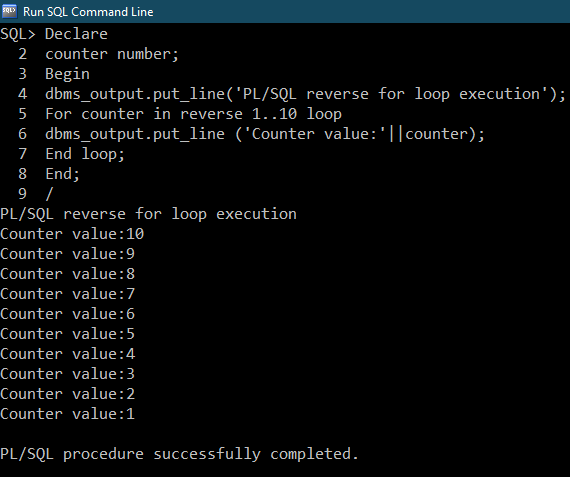 Run SQL Command Line
SQL> Declare
2 counter number;
3 Begin
4 dbms_output.put_line('PL/SQL reverse for loop execution');
5 For counter in reverse 1..10 loop
6 dbms_output.put_line ('Counter value:'||counter);
7 End loop;
8 End;
9 /
PL/SQL reverse for loop execution
Counter value:10
Counter value:9
Counter value:8
Counter value:7
Counter value:6
Counter value:5
Counter value:4
Counter value:3
Counter value:2
Counter value:1
PL/SQL procedure successfully completed.